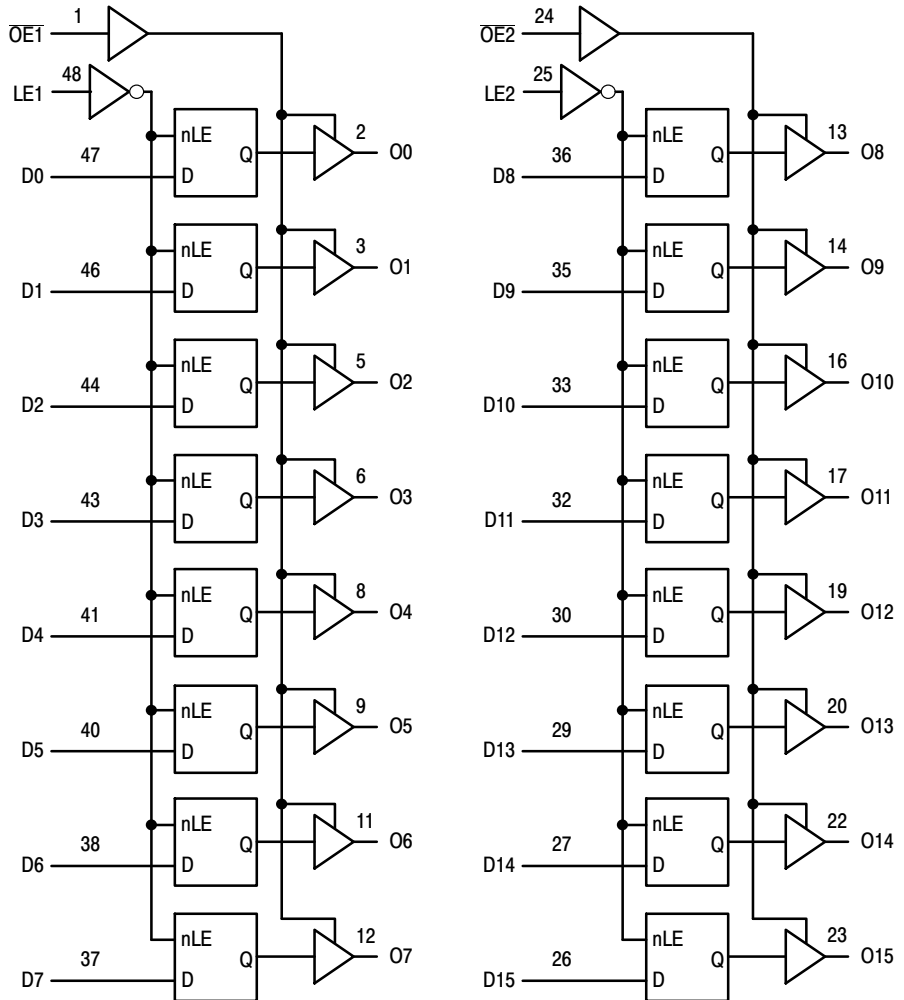 1
O̅E̅1̅
48
LE1
nLE
2
47
Q
O0
D0
D
nLE
3
46
Q
O1
D1
D
nLE
5
44
Q
O2
D2
D
nLE
6
43
Q
O3
D3
D
nLE
8
41
Q
O4
D4
D
nLE
9
40
Q
O5
D5
D
nLE
11
38
Q
O6
D6
D
nLE
12
37
Q
O7
D7
D
24
O̅E̅2̅
25
LE2
nLE
13
36
Q
O8
D8
D
nLE
14
35
Q
O9
D9
D
nLE
16
33
Q
O10
D10
D
nLE
17
32
Q
O11
D11
D
nLE
19
30
Q
O12
D12
D
nLE
20
29
Q
O13
D13
D
nLE
22
27
Q
O14
D14
D
nLE
23
26
Q
O15
D15
D